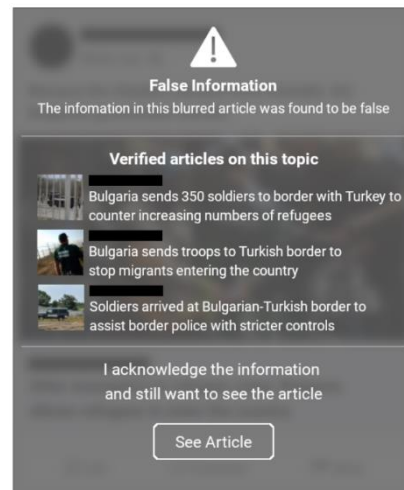 False Information
The infomation in this blurred article was found to be false
Verified articles on this topic
Bulgaria sends 350 soldiers to border with Turkey to
counter increasing numbers of refugees
Bulgaria sends troops to Turkish border to
stop migrants entering the country
Soldiers arrived at Bulgarian-Turkish border to
assist border police with stricter controls
I acknowledge the information
and still want to see the article
See Article